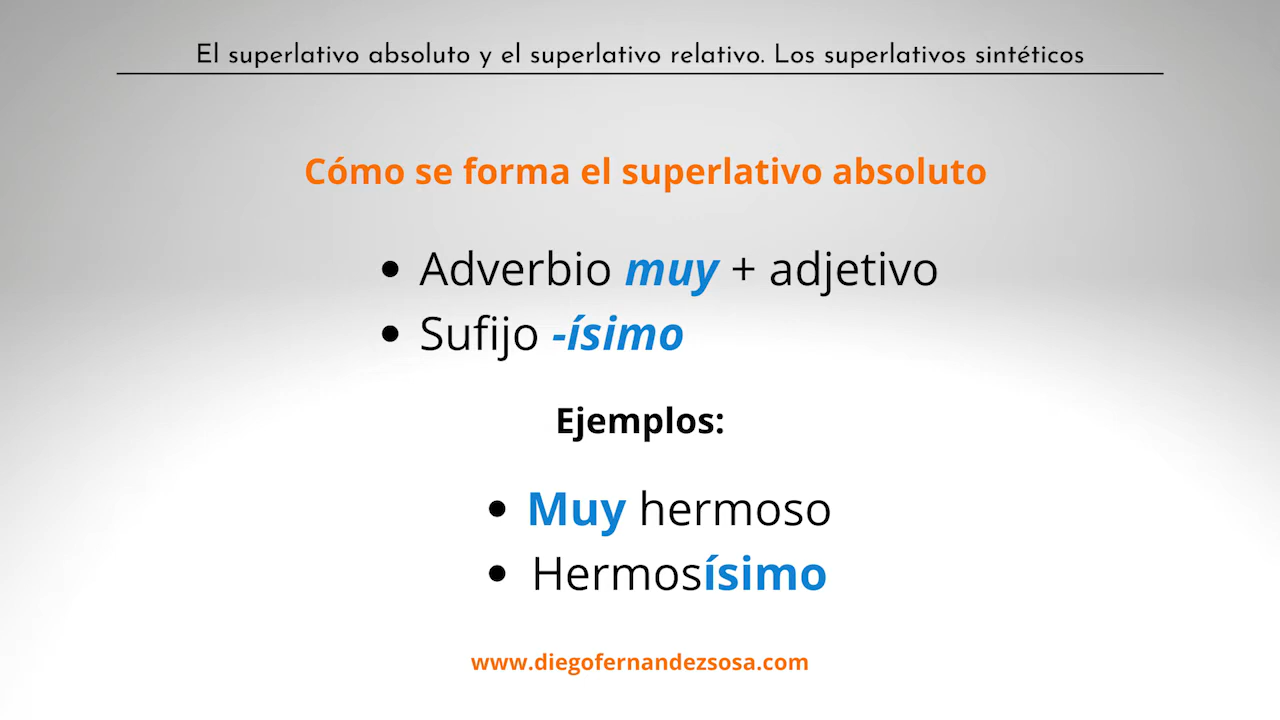 El superlativo absoluto y el superlativo relativo. Los superlativos sintéticos
Cómo se forma el superlativo absoluto
• Adverbio muy + adjetivo
• Sufijo -ísimo
Ejemplos:
• Muy hermoso
• Hermosísimo
www.diegofernandezsosa.com